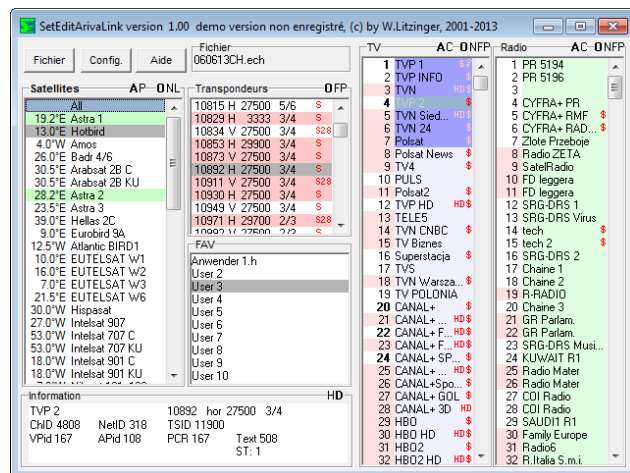 SetEditArivaLink version 1.00 demo version non enregistré, (c) by W.Litzinger, 2001-2013
Fichier Config. Aide
Fichier
060613CH.ech
Satellites AP ONL
All
19.2°E Astra 1
13.0°E Hotbird
4.0°W Amos
26.0°E Badr 4/6
30.5°E Arabsat 2B C
30.5°E Arabsat 2B KU
28.2°E Astra 2
23.5°E Astra 3
39.0°E Hellas 2C
9.0°E Eurobird 9A
12.5°W Atlantic BIRD1
10.0°E EUTELSAT W1
16.0°E EUTELSAT W2
7.0°E EUTELSAT W3
21.5°E EUTELSAT W6
30.0°W Hispasat
27.0°W Intelsat 907
53.0°W Intelsat 707 C
53.0°W Intelsat 707 KU
18.0°W Intelsat 901 C
18.0°W Intelsat 901 KU
Transpondeurs OFP
10815 H 27500 5/6 S
10829 H 3333 3/4 S
10834 V 27500 3/4 S28
10853 H 29900 3/4 S
10873 V 27500 3/4 S
10892 H 27500 3/4 S
10911 V 27500 3/4 S28
10930 H 27500 3/4 S
10949 V 27500 3/4 S
10971 H 29700 2/3 S28
10992 V 27500 2/3 S
FAV
Anwender 1.h
User 2
User 3
User 4
User 5
User 6
User 7
User 8
User 9
User 10
TV AC ONFP
1 TVP 1 $?
2 TVP INFO $
3 TVN HD$
4 TVP 2 $
5 TVN Sied... HD$
6 TVN 24 $
7 Polsat $
8 Polsat News $
9 TV4 $
10 PULS
11 Polsat2 $
12 TVP HD HD$
13 TELE5
14 TVN CNBC $
15 TV Biznes
16 Superstacja $
17 TVS
18 TVN Warsza... $
19 TV POLONIA
20 CANAL+ $
21 CANAL+ ... HD$
22 CANAL+ F... HD$
23 CANAL+ F... HD$
24 CANAL+ SP... $
25 CANAL+ ... HD$
26 CANAL+Spo... $
27 CANAL+ GOL $
28 CANAL+ 3D HD
29 HBO $
30 HBO HD HD$
31 HBO2 $
32 HBO2 HD HD$
Radio AC ONFP
1 PR 5194
2 PR 5196
3
4 CYFRA+ PR
5 CYFRA+ RMF $
6 CYFRA+ RAD... $
7 Zlote Przeboje
8 Radio ZETA
9 SatelRadio
10 FD leggera
11 FD leggera
12 SRG-DRS 1
13 SRG-DRS Virus
14 tech $
15 tech 2 $
16 SRG-DRS 2
17 Chaine 1
18 Chaine 2
19 R-RADIO
20 Chaine 3
21 GR Parlam.
22 GR Parlam.
23 SRG-DRS Musi...
24 KUWAIT R1
25 Radio Mater
26 Radio Mater
27 COI Radio
28 COI Radio
29 SAUDI1 R1
30 Family Europe
31 Radio6
32 R.Italia S.m.i.
Information HD
TVP 2 10892 hor 27500 3/4
ChID 4808 NetID 318 TSID 11900
VPid 167 APid 108 PCR 167 Text 508
ST: 1